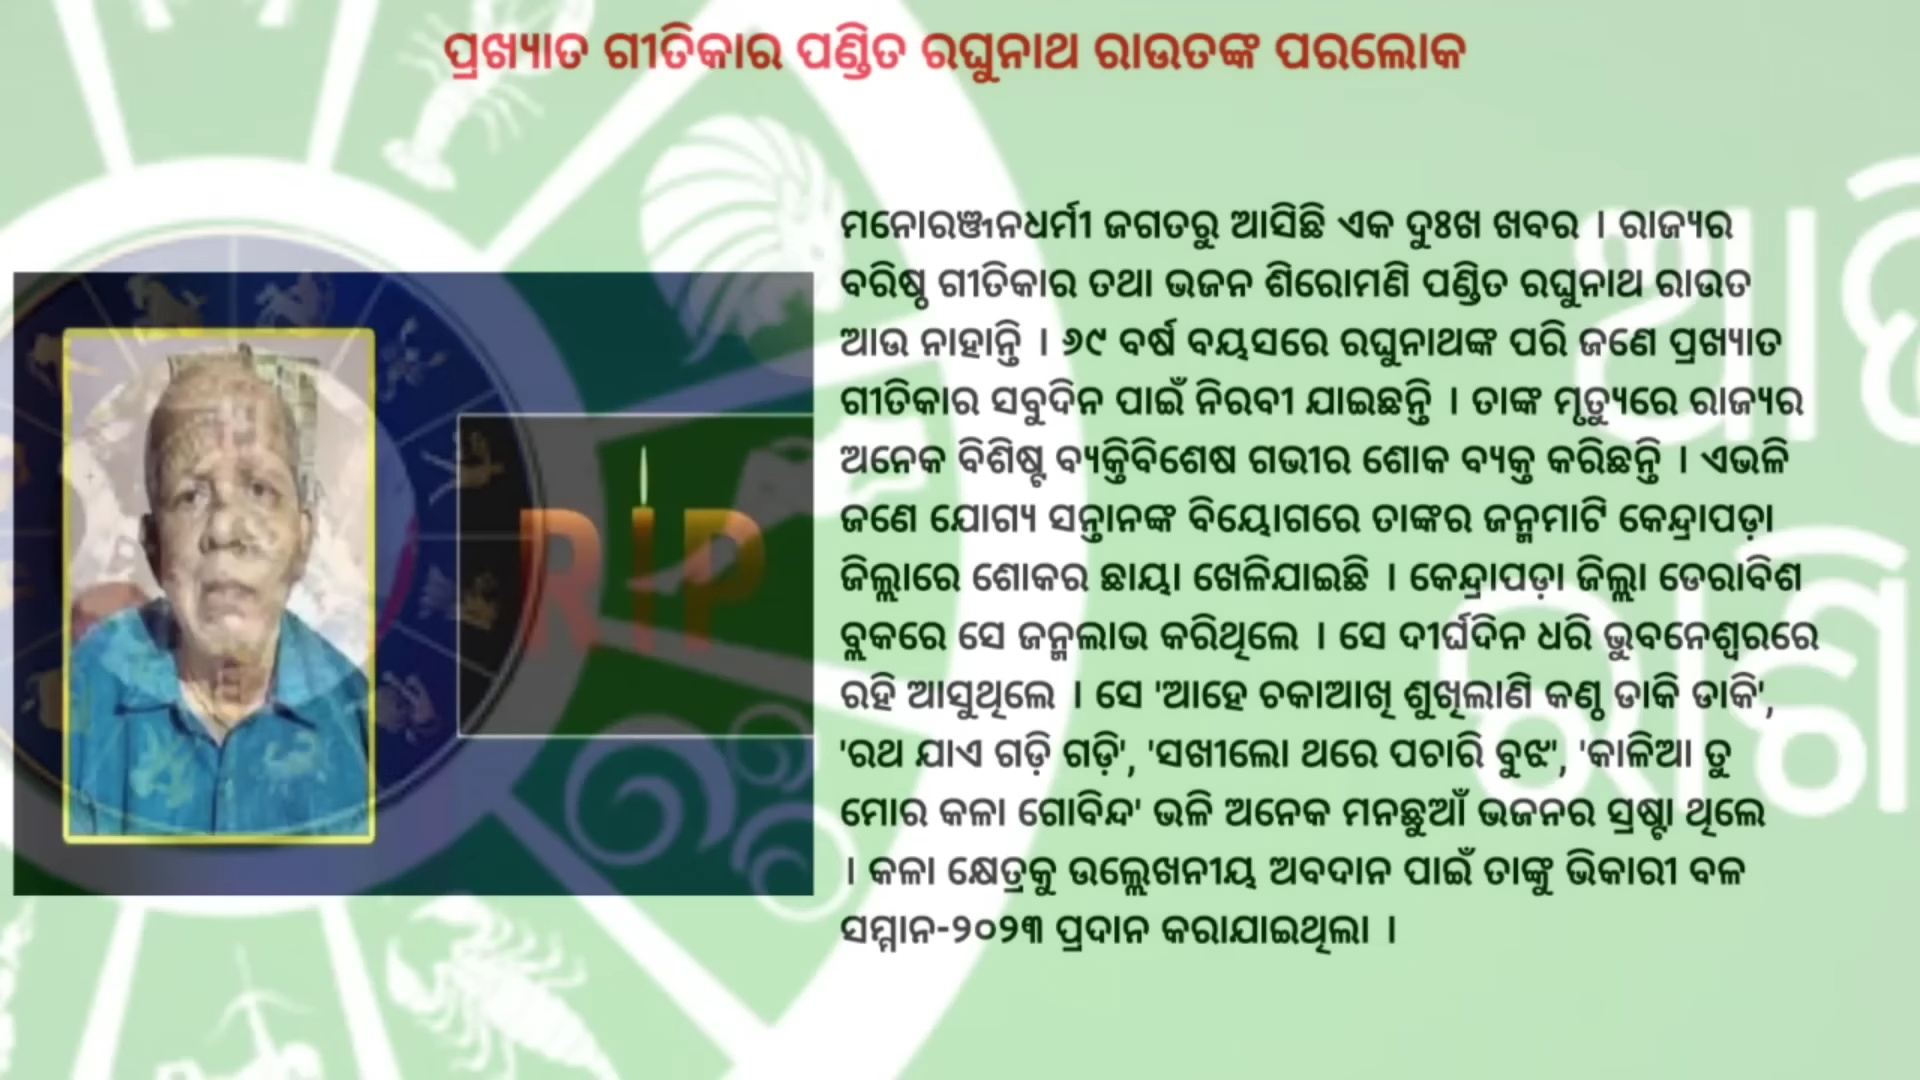 ପ୍ରଖ୍ୟାତ ଗୀତିକାର ପଣ୍ଡିତ ରଘୁନାଥ ରାଉତଙ୍କ ପରଲୋକ
ମନୋରଞ୍ଜନଧର୍ମୀ ଜଗତରୁ ଆସିଛି ଏକ ଦୁଃଖ ଖବର । ରାଜ୍ୟର
ବରିଷ୍ଠ ଗୀତିକାର ତଥା ଭଜନ ଶିରୋମଣି ପଣ୍ଡିତ ରଘୁନାଥ ରାଉତ
ଆଉ ନାହାନ୍ତି । ୬୯ ବର୍ଷ ବୟସରେ ରଘୁନାଥଙ୍କ ପରି ଜଣେ ପ୍ରଖ୍ୟାତ
ଗୀତିକାର ସବୁଦିନ ପାଇଁ ନିରବୀ ଯାଇଛନ୍ତି । ତାଙ୍କ ମୃତ୍ୟୁରେ ରାଜ୍ୟର
ଅନେକ ବିଶିଷ୍ଟ ବ୍ୟକ୍ତିବିଶେଷ ଗଭୀର ଶୋକ ବ୍ୟକ୍ତ କରିଛନ୍ତି । ଏଭଳି
ଜଣେ ଯୋଗ୍ୟ ସନ୍ତାନଙ୍କ ବିୟୋଗରେ ତାଙ୍କର ଜନ୍ମମାଟି କେନ୍ଦ୍ରାପଡ଼ା
ଜିଲ୍ଲାରେ ଶୋକର ଛାୟା ଖେଳିଯାଇଛି । କେନ୍ଦ୍ରାପଡ଼ା ଜିଲ୍ଲା ଡେରାବିଶ
ବ୍ଲକରେ ସେ ଜନ୍ମଲାଭ କରିଥିଲେ । ସେ ଦୀର୍ଘଦିନ ଧରି ଭୁବନେଶ୍ୱରରେ
ରହି ଆସୁଥିଲେ । ସେ 'ଆହେ ଚକାଆଖି ଶୁଖିଲାଣି କଣ୍ଠ ଡାକି ଡାକି',
'ରଥ ଯାଏ ଗଡ଼ି ଗଡ଼ି', 'ସଖୀଲୋ ଥରେ ପଚାରି ବୁଝ', 'କାଳିଆ ତୁ
ମୋର କଳା ଗୋବିନ୍ଦ' ଭଳି ଅନେକ ମନଛୁଆଁ ଭଜନର ସ୍ରଷ୍ଟା ଥିଲେ
। କଳା କ୍ଷେତ୍ରକୁ ଉଲ୍ଲେଖନୀୟ ଅବଦାନ ପାଇଁ ତାଙ୍କୁ ଭିକାରୀ ବଳ
ସମ୍ମାନ-୨୦୨୩ ପ୍ରଦାନ କରାଯାଇଥିଲା ।
RIP